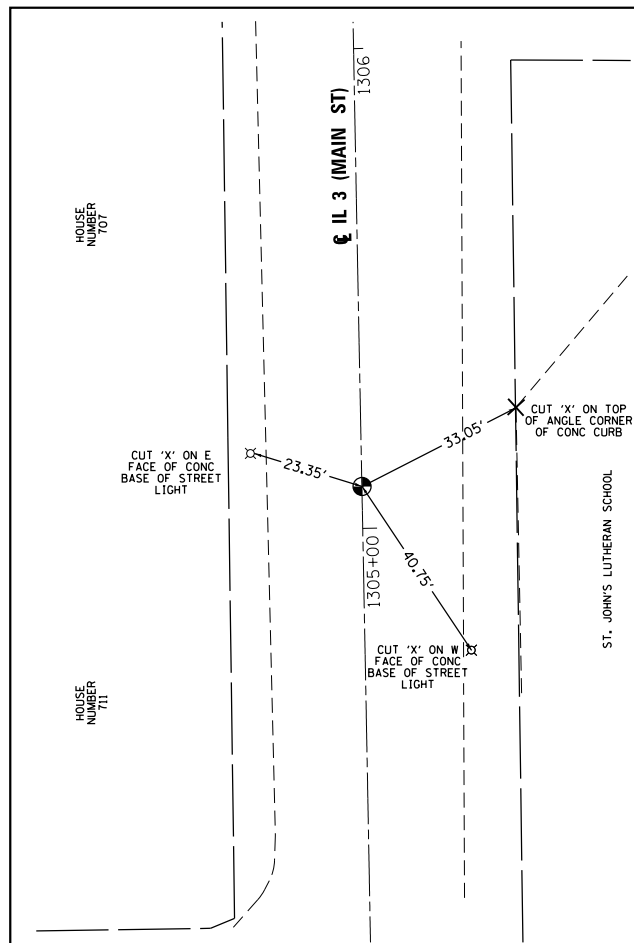 1306
℄ IL 3 (MAIN ST)
HOUSE
NUMBER
707
33.05'
CUT 'X' ON TOP
OF ANGLE CORNER
OF CONC CURB
CUT 'X' ON E
FACE OF CONC
BASE OF STREET
LIGHT
23.35'
1305+00
40.75'
ST. JOHN'S LUTHERAN SCHOOL
CUT 'X' ON W
FACE OF CONC
BASE OF STREET
LIGHT
HOUSE
NUMBER
711